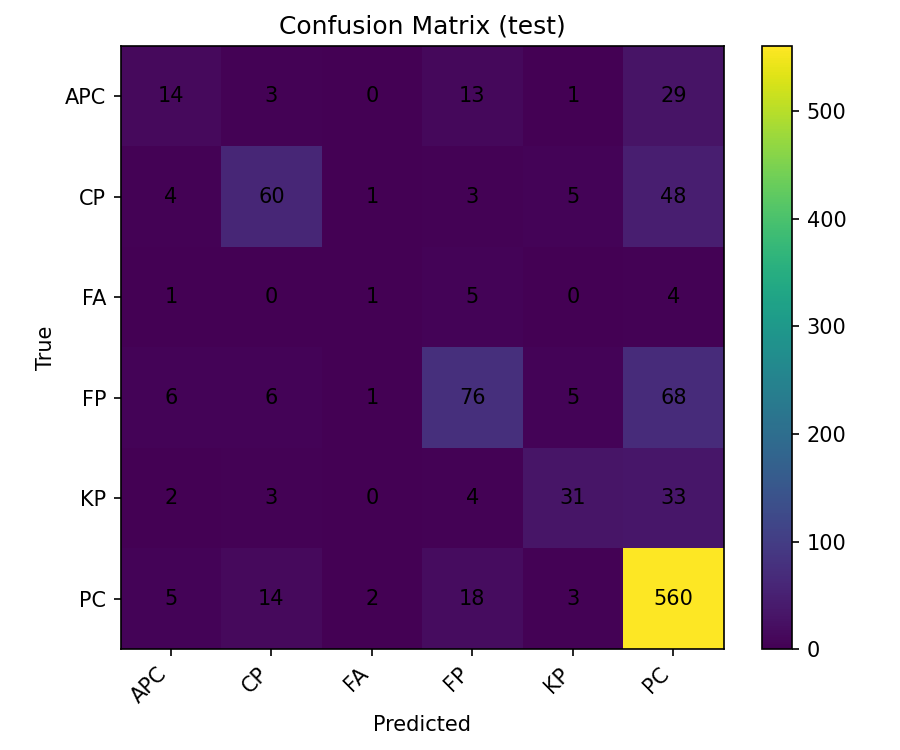 Confusion Matrix (test)
APC 14 3 0 13 1 29
CP 4 60 1 3 5 48
FA 1 0 1 5 0 4
FP 6 6 1 76 5 68
KP 2 3 0 4 31 33
PC 5 14 2 18 3 560
APC CP FA FP KP PC
True
Predicted
500
400
300
200
100
0